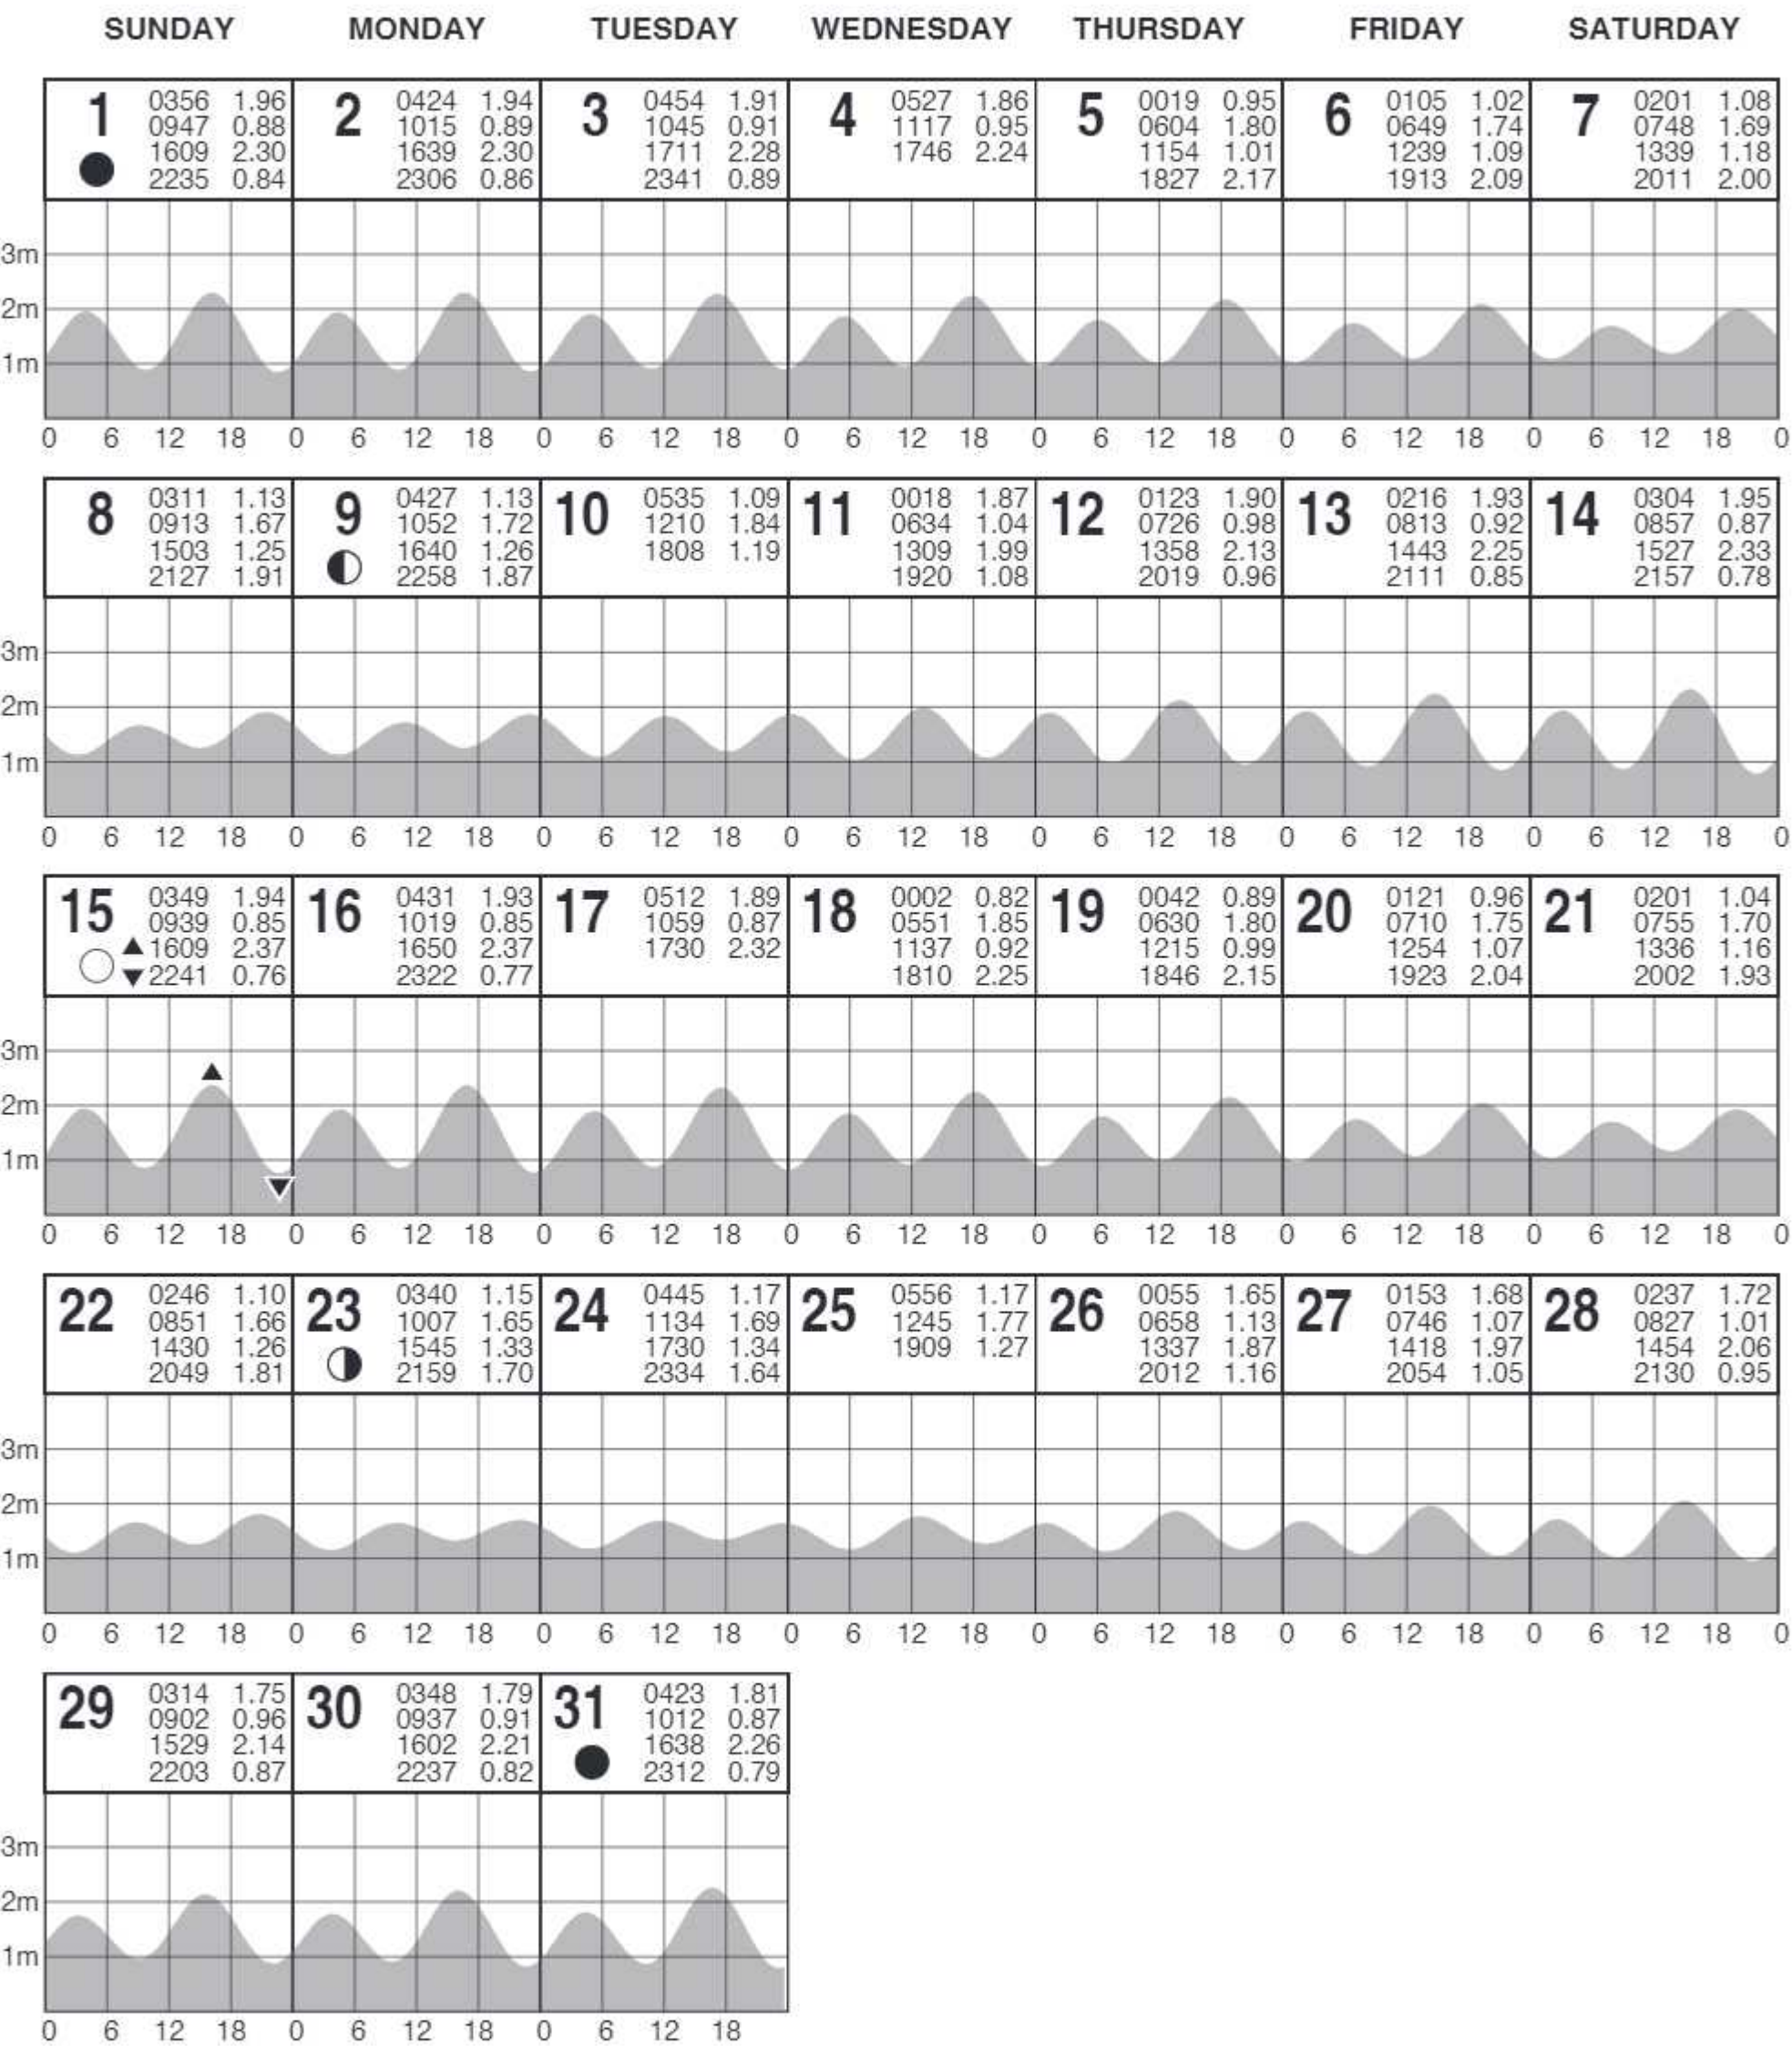 SUNDAY MONDAY TUESDAY WEDNESDAY THURSDAY FRIDAY SATURDAY
1 0356 1.96
0947 0.88
1609 2.30
2235 0.84
2 0424 1.94
1015 0.89
1639 2.30
2306 0.86
3 0454 1.91
1045 0.91
1711 2.28
2341 0.89
4 0527 1.86
1117 0.95
1746 2.24
5 0019 0.95
0604 1.80
1154 1.01
1827 2.17
6 0105 1.02
0649 1.74
1239 1.09
1913 2.09
7 0201 1.08
0748 1.69
1339 1.18
2011 2.00
3m
2m
1m
0 6 12 18 0 6 12 18 0 6 12 18 0 6 12 18 0 6 12 18 0 6 12 18 0 6 12 18 0
8 0311 1.13
0913 1.67
1503 1.25
2127 1.91
9 0427 1.13
1052 1.72
1640 1.26
2258 1.87
10 0535 1.09
1210 1.84
1808 1.19
11 0018 1.87
0634 1.04
1309 1.99
1920 1.08
12 0123 1.90
0726 0.98
1358 2.13
2019 0.96
13 0216 1.93
0813 0.92
1443 2.25
2111 0.85
14 0304 1.95
0857 0.87
1527 2.33
2157 0.78
3m
2m
1m
0 6 12 18 0 6 12 18 0 6 12 18 0 6 12 18 0 6 12 18 0 6 12 18 0 6 12 18 0
15 0349 1.94
0939 0.85
1609 2.37
2241 0.76
16 0431 1.93
1019 0.85
1650 2.37
2322 0.77
17 0512 1.89
1059 0.87
1730 2.32
18 0002 0.82
0551 1.85
1137 0.92
1810 2.25
19 0042 0.89
0630 1.80
1215 0.99
1846 2.15
20 0121 0.96
0710 1.75
1254 1.07
1923 2.04
21 0201 1.04
0755 1.70
1336 1.16
2002 1.93
3m
2m
1m
0 6 12 18 0 6 12 18 0 6 12 18 0 6 12 18 0 6 12 18 0 6 12 18 0 6 12 18 0
22 0246 1.10
0851 1.66
1430 1.26
2049 1.81
23 0340 1.15
1007 1.65
1545 1.33
2159 1.70
24 0445 1.17
1134 1.69
1730 1.34
2334 1.64
25 0556 1.17
1245 1.77
1909 1.27
26 0055 1.65
0658 1.13
1337 1.87
2012 1.16
27 0153 1.68
0746 1.07
1418 1.97
2054 1.05
28 0237 1.72
0827 1.01
1454 2.06
2130 0.95
3m
2m
1m
0 6 12 18 0 6 12 18 0 6 12 18 0 6 12 18 0 6 12 18 0 6 12 18 0 6 12 18 0
29 0314 1.75
0902 0.96
1529 2.14
2203 0.87
30 0348 1.79
0937 0.91
1602 2.21
2237 0.82
31 0423 1.81
1012 0.87
1638 2.26
2312 0.79
3m
2m
1m
0 6 12 18 0 6 12 18 0 6 12 18